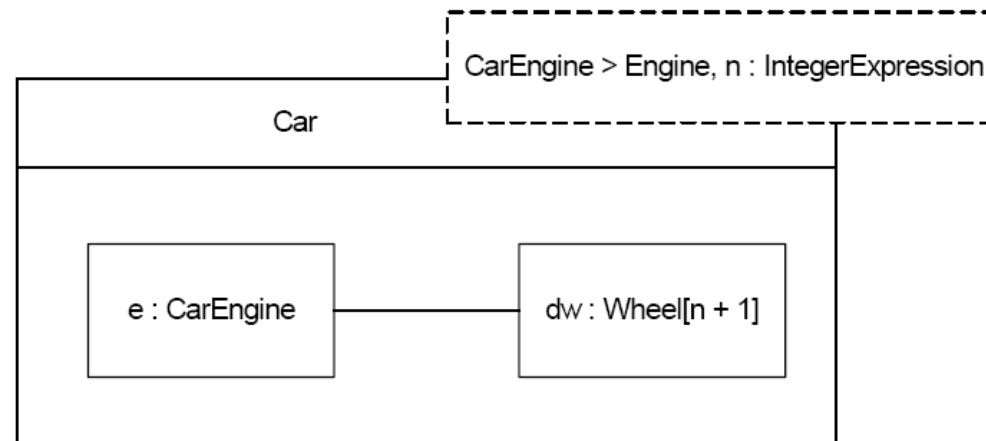 CarEngine > Engine, n : IntegerExpression
Car
e : CarEngine
dw : Wheel[n + 1]